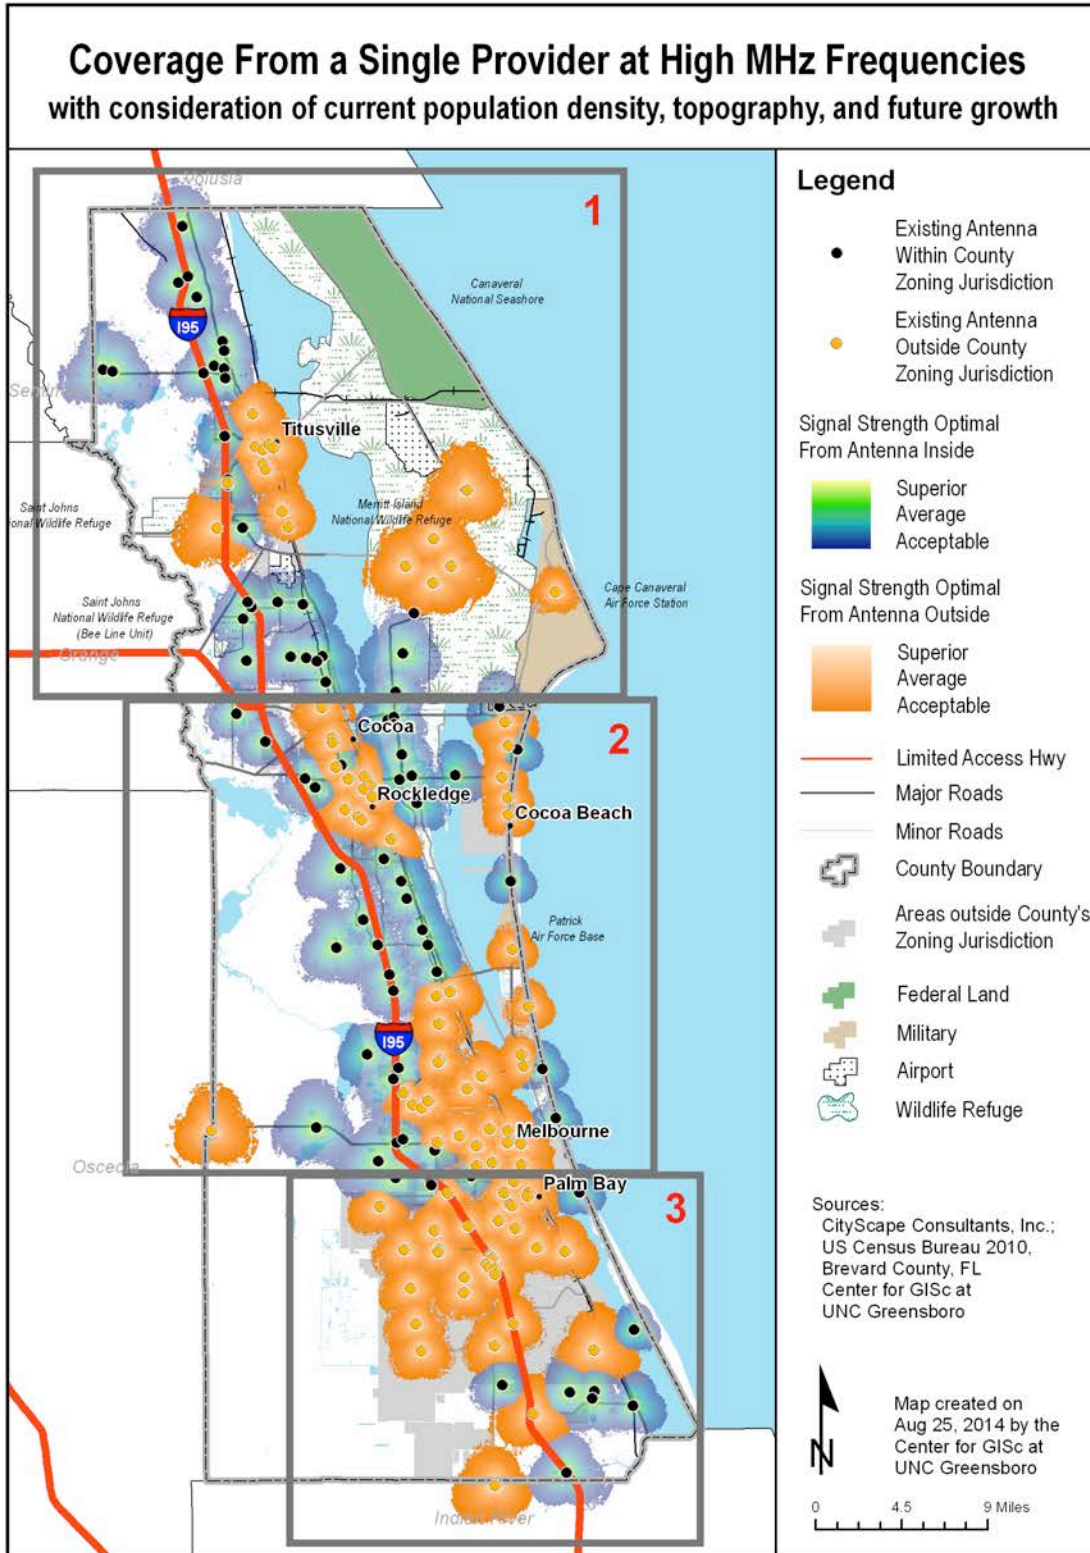 Coverage From a Single Provider at High MHz Frequencies
with consideration of current population density, topography, and future growth
Volusia
1
Canaveral
National Seashore
I95
Titusville
Saint Johns
National Wildlife Refuge
Merritt Island
National Wildlife Refuge
Saint Johns
National Wildlife Refuge
(Bee Line Unit)
Cape Canaveral
Air Force Station
Orange
2
Cocoa
Rockledge
Cocoa Beach
Patrick
Air Force Base
I95
Melbourne
Osceola
Palm Bay
3
Indian River
Legend
Existing Antenna
Within County
Zoning Jurisdiction
Existing Antenna
Outside County
Zoning Jurisdiction
Signal Strength Optimal
From Antenna Inside
Superior
Average
Acceptable
Signal Strength Optimal
From Antenna Outside
Superior
Average
Acceptable
Limited Access Hwy
Major Roads
Minor Roads
County Boundary
Areas outside County's
Zoning Jurisdiction
Federal Land
Military
Airport
Wildlife Refuge
Sources:
CityScape Consultants, Inc.;
US Census Bureau 2010,
Brevard County, FL
Center for GISc at
UNC Greensboro
Map created on
Aug 25, 2014 by the
Center for GISc at
UNC Greensboro
N
0 4.5 9 Miles